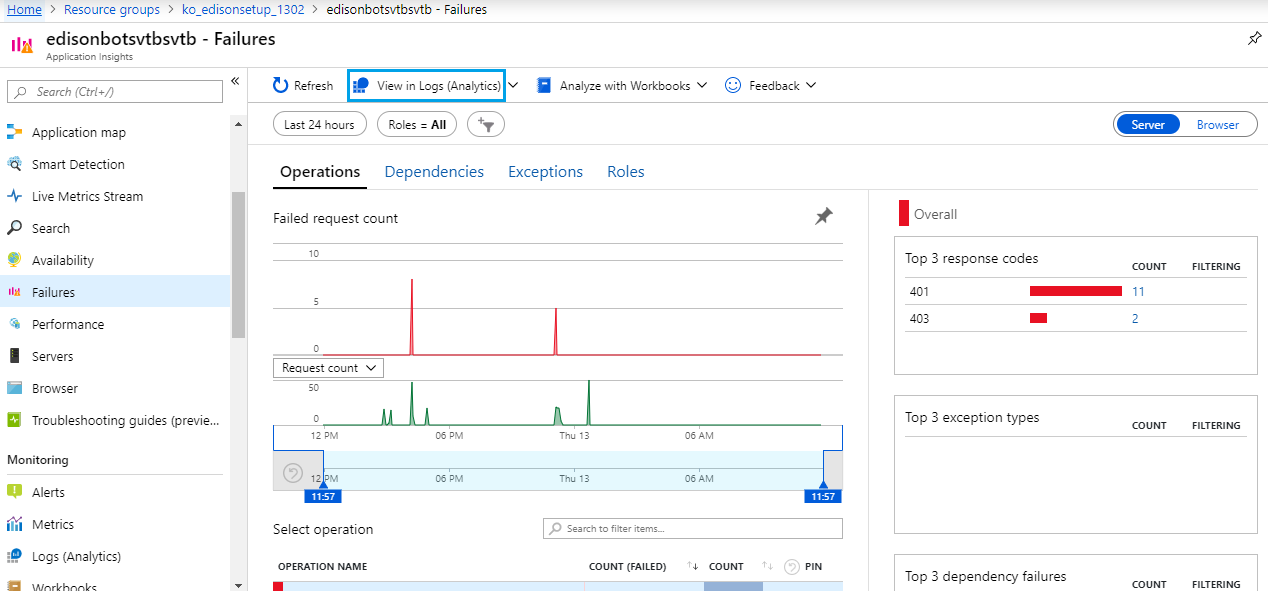 Home > Resource groups > ko_edisonsetup_1302 > edisonbotsvtbsvtb - Failures
edisonbotsvtbsvtb - Failures
Application Insights
Search (Ctrl+/)
«
Application map
Smart Detection
Live Metrics Stream
Search
Availability
Failures
Performance
Servers
Browser
Troubleshooting guides (previe...
Monitoring
Alerts
Metrics
Logs (Analytics)
Workbooks
Refresh View in Logs (Analytics) Analyze with Workbooks Feedback
Last 24 hours Roles = All Server Browser
Operations Dependencies Exceptions Roles
Failed request count
10
5
0
Request count
50
0
12 PM 06 PM Thu 13 06 AM
12 PM 06 PM Thu 13 06 AM
11:57 11:57
Select operation Search to filter items...
OPERATION NAME COUNT (FAILED) COUNT PIN
Overall
Top 3 response codes COUNT FILTERING
401 11
403 2
Top 3 exception types COUNT FILTERING
Top 3 dependency failures COUNT FILTERING